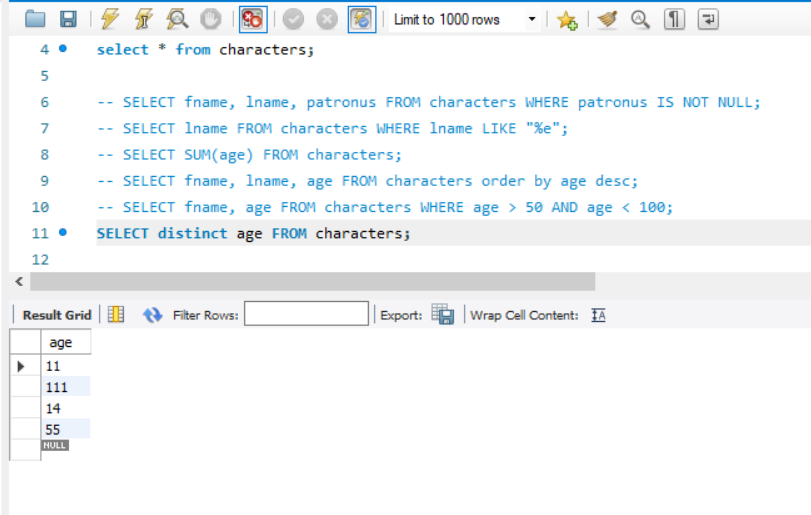 Limit to 1000 rows
4 select * from characters;
5
6 -- SELECT fname, lname, patronus FROM characters WHERE patronus IS NOT NULL;
7 -- SELECT lname FROM characters WHERE lname LIKE "%e";
8 -- SELECT SUM(age) FROM characters;
9 -- SELECT fname, lname, age FROM characters order by age desc;
10 -- SELECT fname, age FROM characters WHERE age > 50 AND age < 100;
11 SELECT distinct age FROM characters;
12
Result Grid Filter Rows: Export: Wrap Cell Content: IA
age
11
111
14
55
NULL